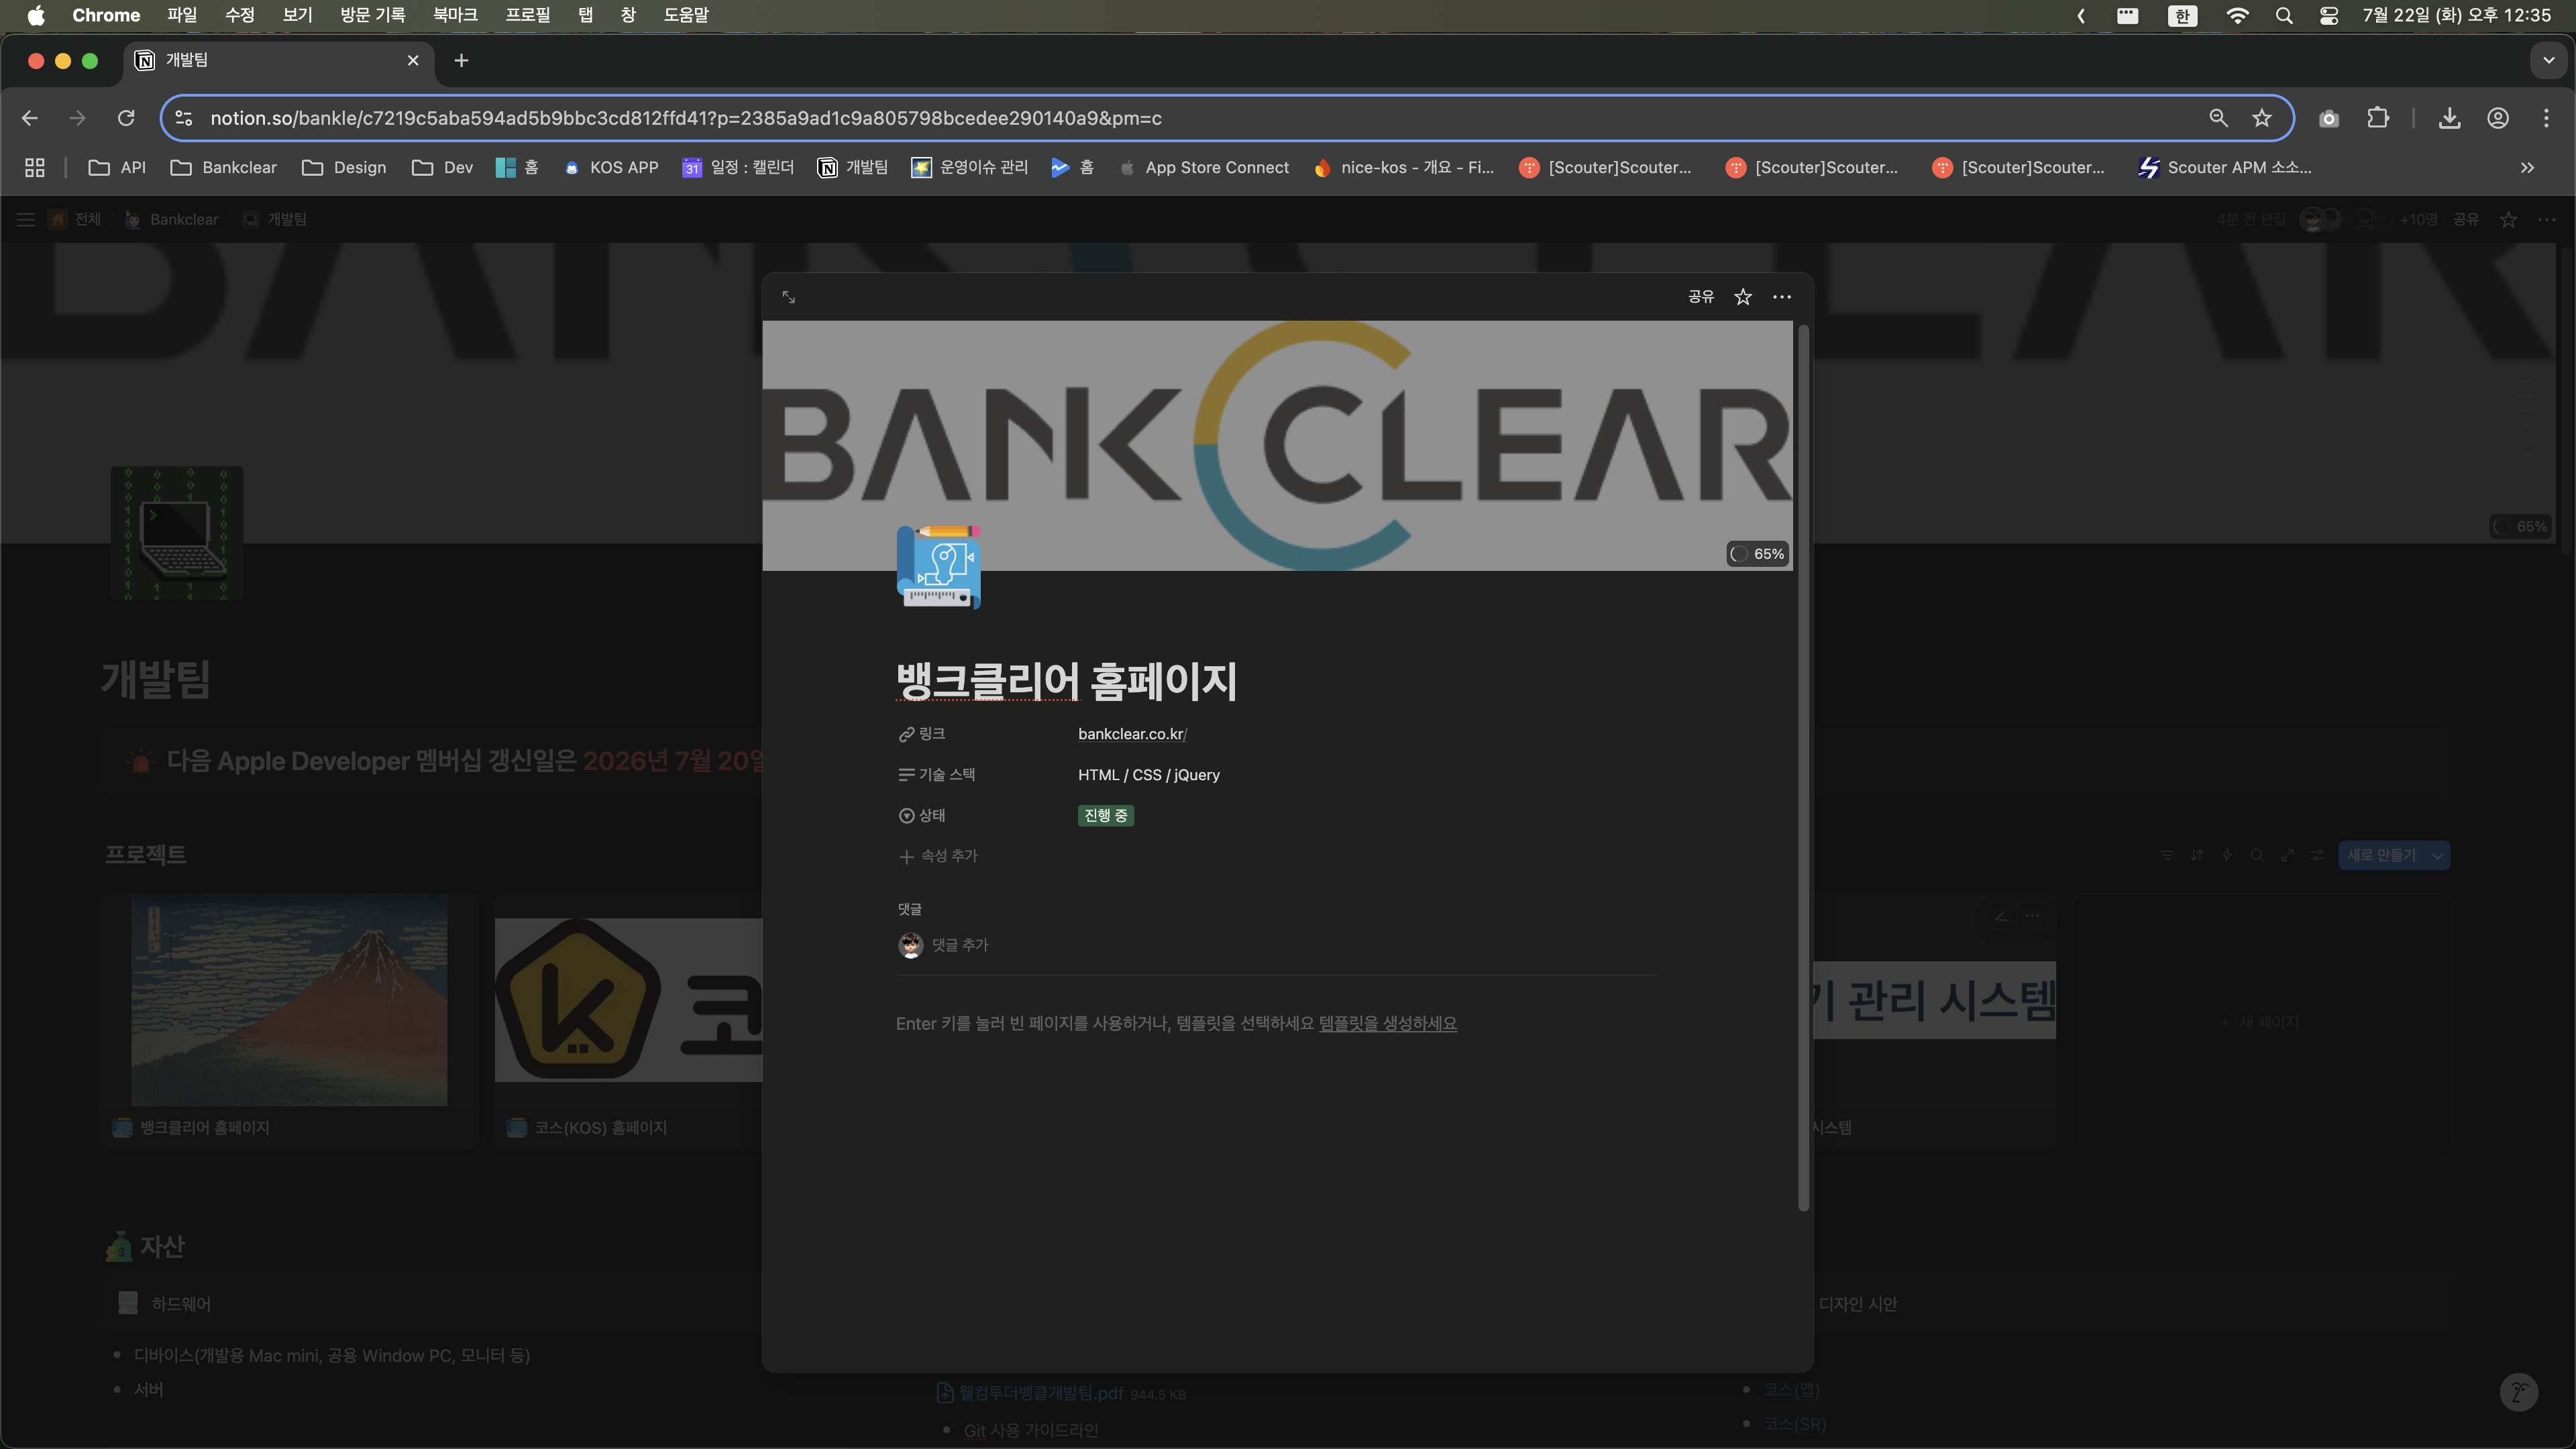 Chrome 파일 수정 보기 방문 기록 북마크 프로필 탭 창 도움말 한 7월 22일 (화) 오후 12:35
개발팀
notion.so/bankle/c7219c5aba594ad5b9bbc3cd812ffd41?p=2385a9ad1c9a805798bcedee290140a9&pm=c
API Bankclear Design Dev 홈 KOS APP 31 일정 : 캘린더 개발팀 운영이슈 관리 홈 App Store Connect nice-kos - 개요 - Fi... [Scouter]Scouter... [Scouter]Scouter... [Scouter]Scouter... Scouter APM 소소...
전체 / Bankclear / 개발팀 4분 전 편집 +10명 공유
공유
BANK CLEAR
65%
65%
뱅크클리어 홈페이지
링크 bankclear.co.kr/
기술 스택 HTML / CSS / jQuery
상태 진행 중
속성 추가
댓글
댓글 추가
Enter 키를 눌러 빈 페이지를 사용하거나, 템플릿을 선택하세요 템플릿을 생성하세요
개발팀
다음 Apple Developer 멤버십 갱신일은 2026년 7월 20일
프로젝트
새로 만들기
코
키 관리 시스템
+ 새 페이지
뱅크클리어 홈페이지
코스(KOS) 홈페이지
시스템
자산
하드웨어
디자인 시안
디바이스(개발용 Mac mini, 공용 Window PC, 모니터 등)
서버
웰컴투더뱅클개발팀.pdf 944.5 KB
Git 사용 가이드라인
코스(앱)
코스(SR)